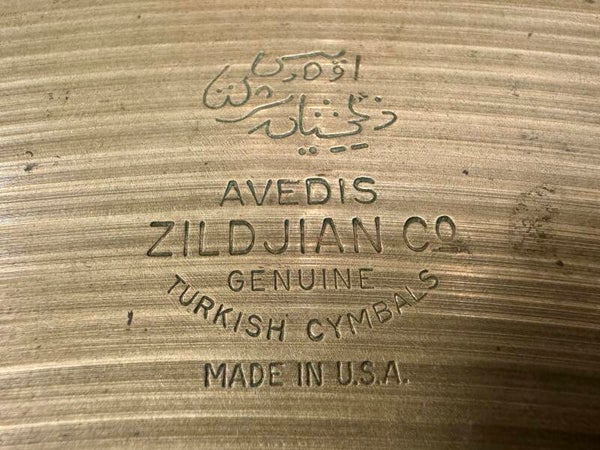 AVEDIS
ZILDJIAN CO
GENUINE
TURKISH CYMBALS
MADE IN U.S.A.